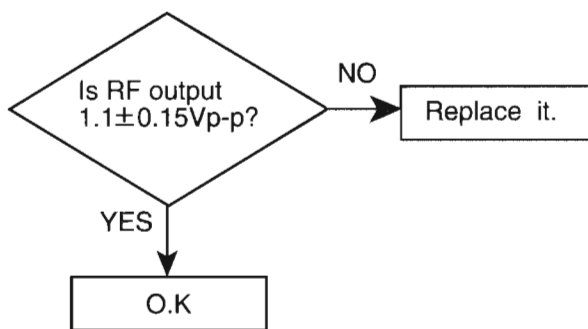 Is RF output
1.1±0.15Vp-p?
NO
Replace it.
YES
O.K